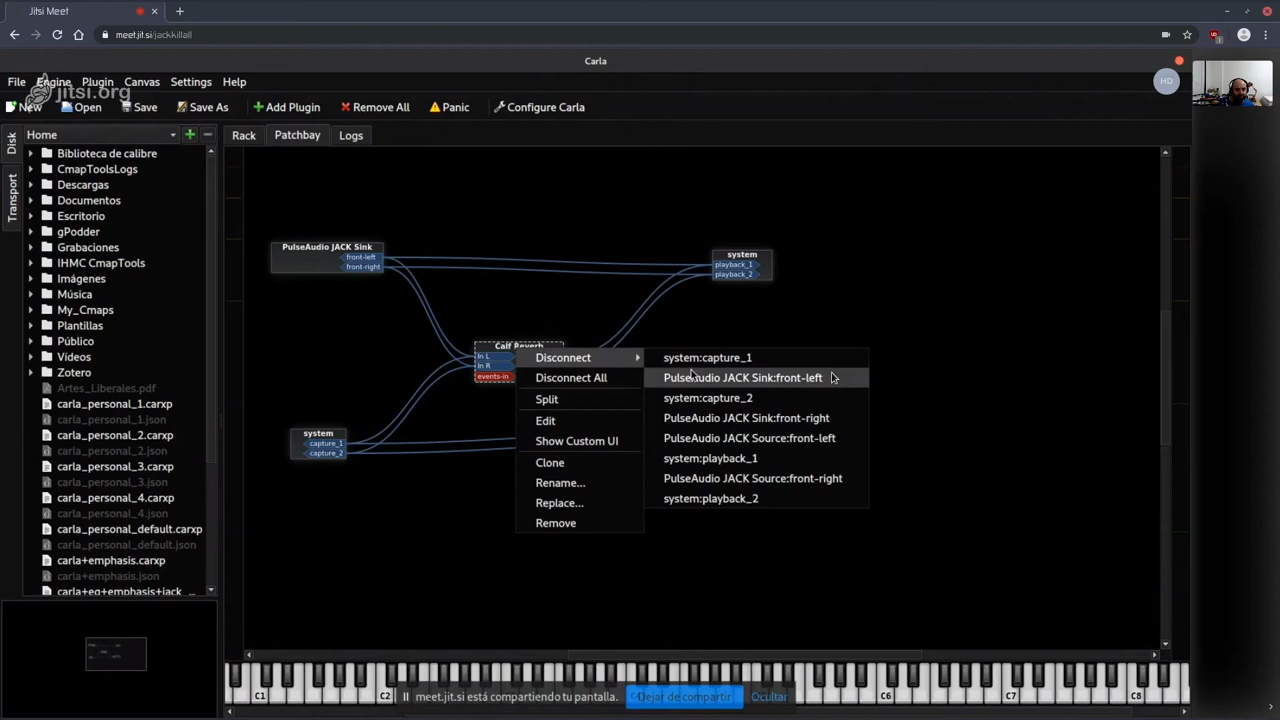 Jitsi Meet
meet.jit.si/jackkillall
Carla
File Engine Plugin Canvas Settings Help
HD
jitsi.org
New Open Save Save As Add Plugin Remove All Panic Configure Carla
Disk
Transport
Home
Rack Patchbay Logs
Biblioteca de calibre
CmapToolsLogs
Descargas
Documentos
Escritorio
gPodder
Grabaciones
IHMC CmapTools
Imágenes
Música
My_Cmaps
Plantillas
Público
Vídeos
Zotero
Artes_Liberales.pdf
carla_personal_1.carxp
carla_personal_1.json
carla_personal_2.carxp
carla_personal_2.json
carla_personal_3.carxp
carla_personal_3.json
carla_personal_4.carxp
carla_personal_4.json
carla_personal_default.carxp
carla_personal_default.json
carla+emphasis.carxp
carla+emphasis.json
carla+eq+emphasis+jack_...
PulseAudio JACK Sink
front-left
front-right
system
playback_1
playback_2
Calf Reverb
In L
In R
events-in
system
capture_1
capture_2
Disconnect
Disconnect All
Split
Edit
Show Custom UI
Clone
Rename...
Replace...
Remove
system:capture_1
PulseAudio JACK Sink:front-left
system:capture_2
PulseAudio JACK Sink:front-right
PulseAudio JACK Source:front-left
system:playback_1
PulseAudio JACK Source:front-right
system:playback_2
C1 C2 C6 C7 C8
meet.jit.si está compartiendo tu pantalla. Dejar de compartir Ocultar